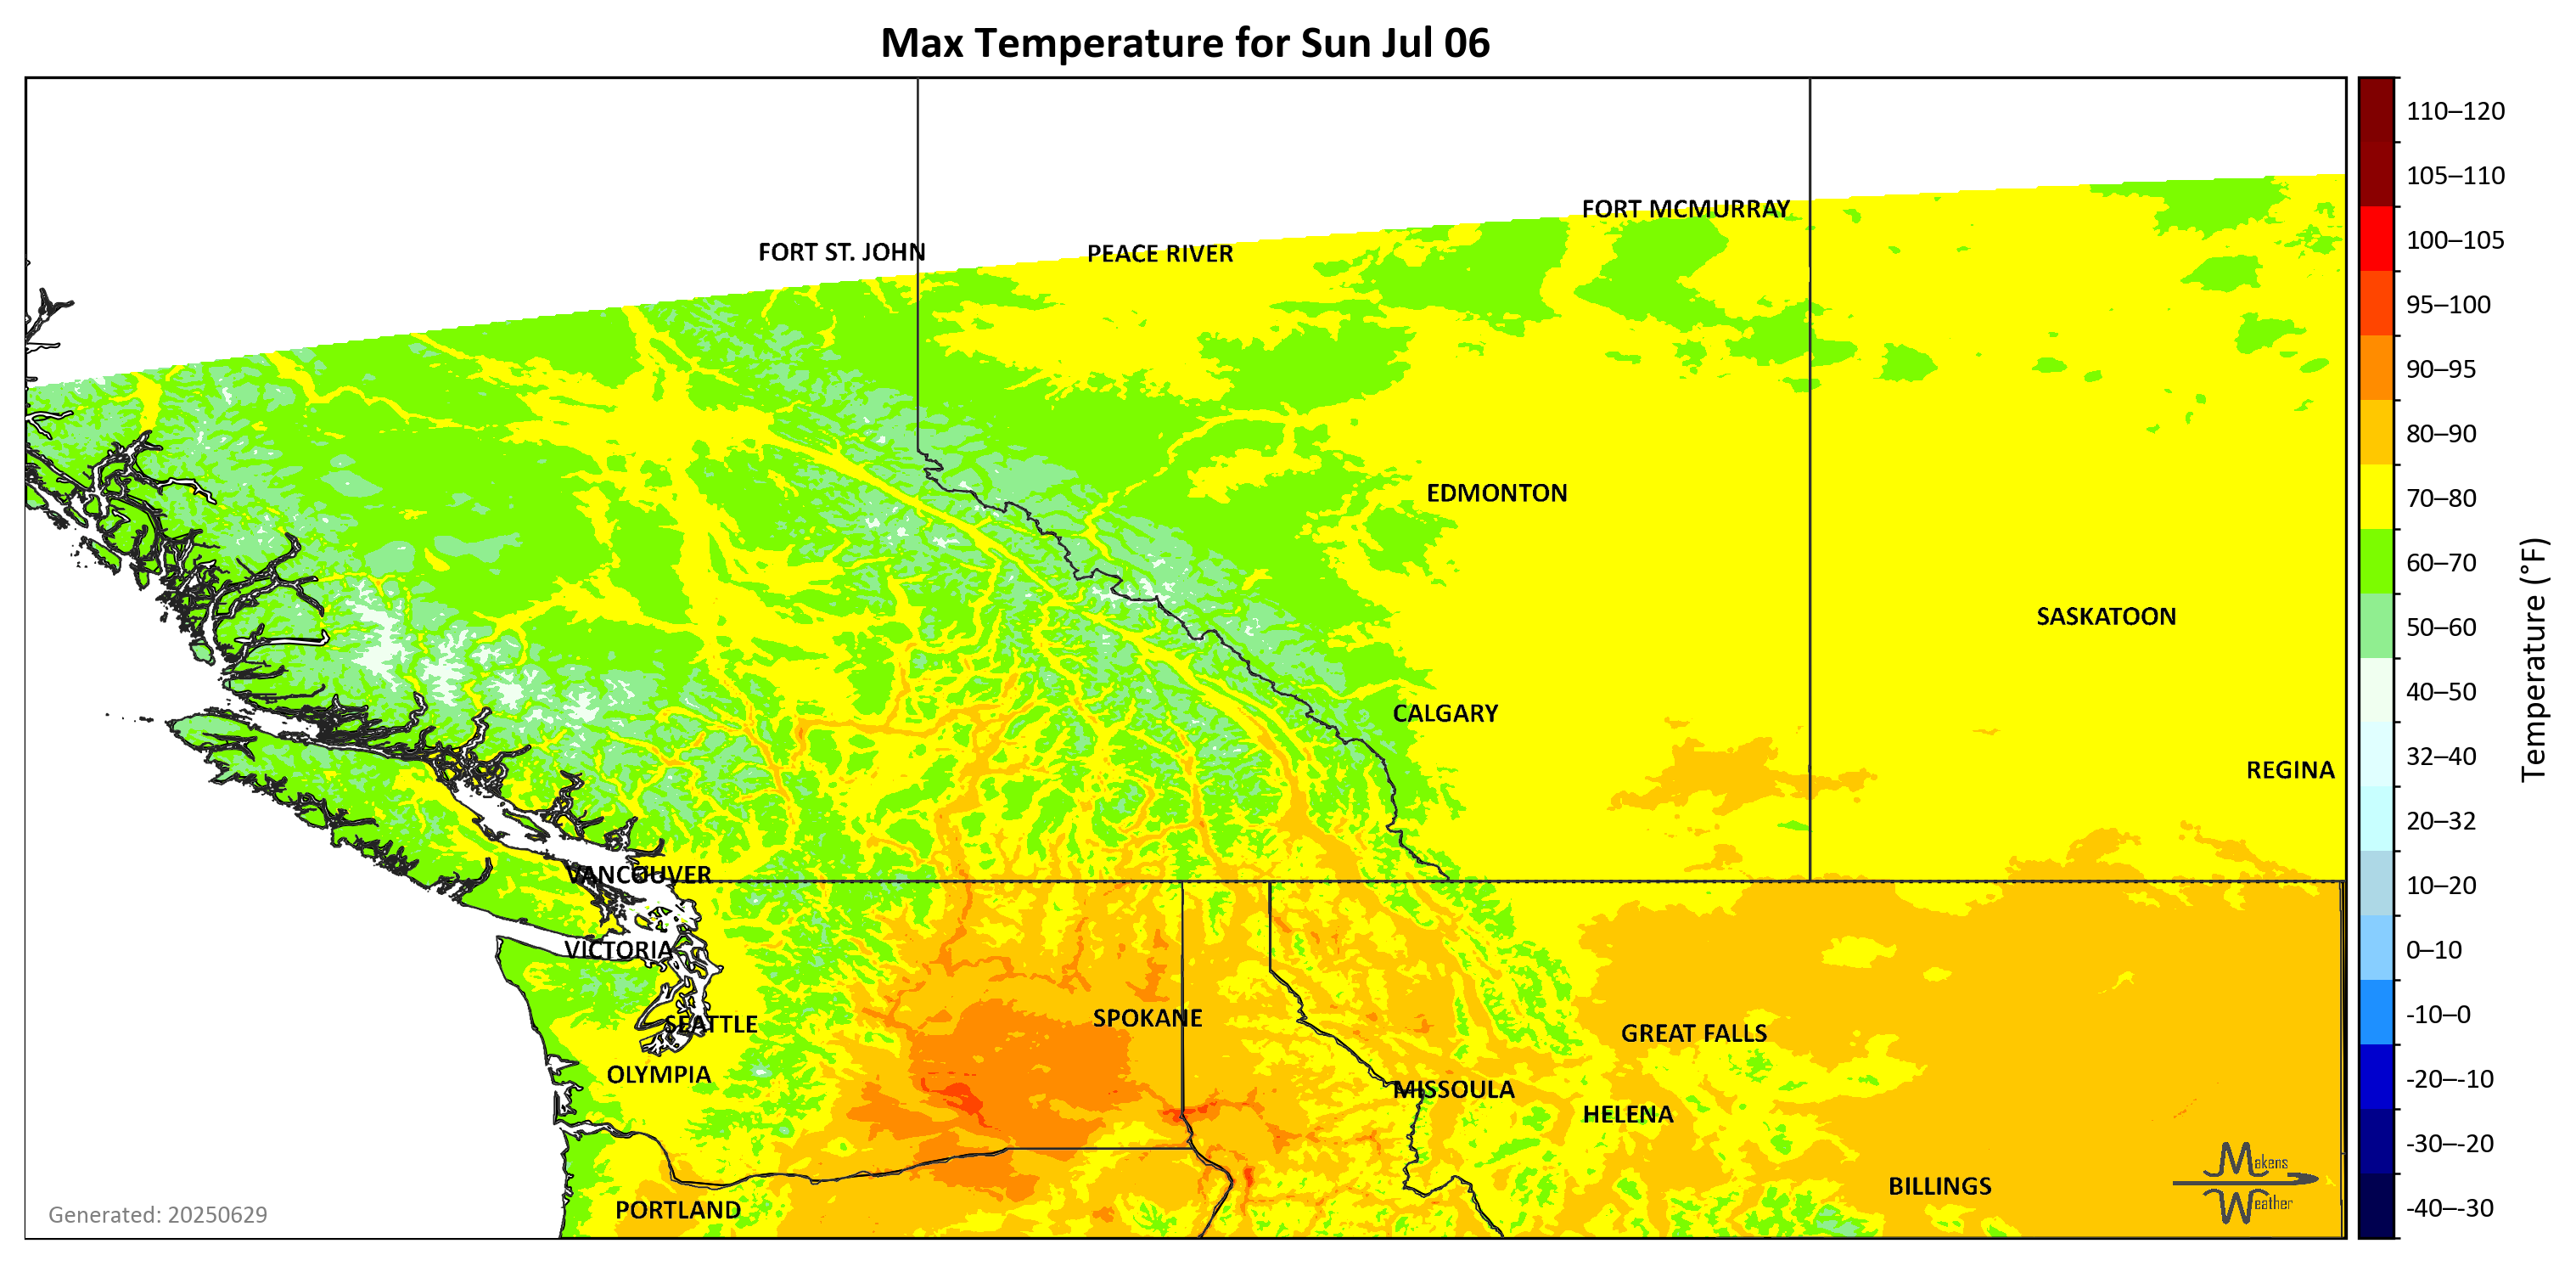 Max Temperature for Sun Jul 06
110–120
105–110
100–105
95–100
90–95
80–90
70–80
60–70
50–60
40–50
32–40
20–32
10–20
0–10
-10–0
-20–-10
-30–-20
-40–-30
Temperature (°F)
FORT MCMURRAY
FORT ST. JOHN
PEACE RIVER
EDMONTON
SASKATOON
CALGARY
REGINA
VANCOUVER
VICTORIA
SEATTLE
SPOKANE
GREAT FALLS
OLYMPIA
MISSOULA
HELENA
BILLINGS
PORTLAND
Makens
Weather
Generated: 20250629